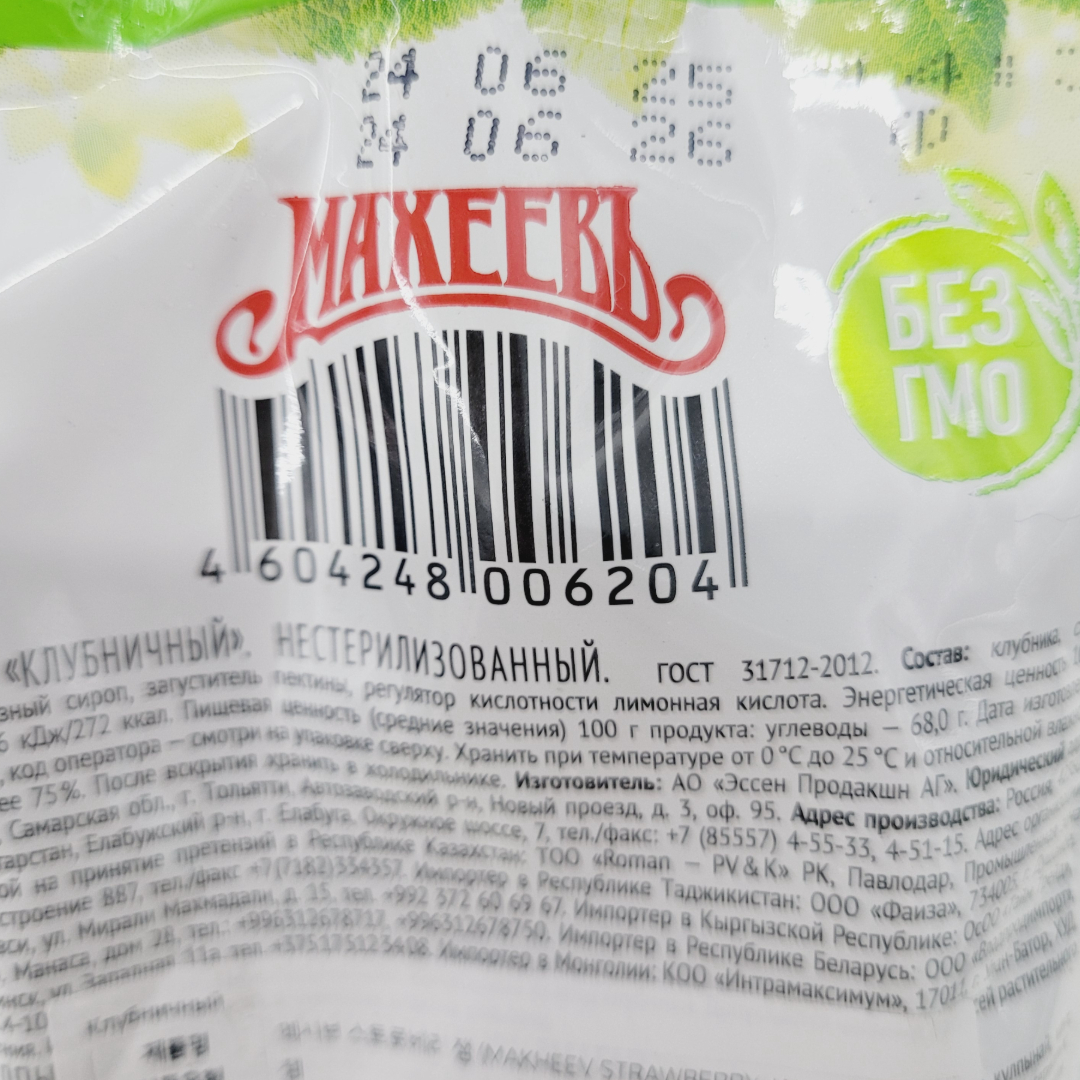 24 06 25
24 06 26
МАХЕЕВЪ
БЕЗ
ГМО
4 604248 006204
«КЛУБНИЧНЫЙ». НЕСТЕРИЛИЗОВАННЫЙ. ГОСТ 31712-2012. Состав: клубника,
сироп, загуститель пектины, регулятор кислотности лимонная кислота. Энергетическая ценность
кДж/272 ккал. Пищевая ценность (средние значения) 100 г продукта: углеводы — 68,0 г. Дата
код оператора — смотри на упаковке сверху. Хранить при температуре от 0 °С до 25 °С и относительной
75%. После вскрытия хранить в холодильнике. Изготовитель: АО «Эссен Продакшн АГ». Юридический
Самарская обл., г. Тольятти, Автозаводский р-н, Новый проезд, д. 3, оф. 95. Адрес производства: Россия,
Елабужский р-н, г. Елабуга, Окружное шоссе, 7, тел./факс: +7 (85557) 4-55-33, 4-51-15. Адрес
на принятие претензий в Республике Казахстан: ТОО «Roman — PV & K» РК, Павлодар,
строение 887, тел./факс +7(7182)334357. Импортер в Республике Таджикистан: ООО «Фаиза»,
ул. Мирали Махмадали, д. 15, тел. +992 372 60 69 67. Импортер в Кыргызской Республике:
Манаса, дом 28, тел.: +996312678717, +996312678750. Импортер в Республике Беларусь: ООО
ул. Западная 11а тел +375175123408. Импортер в Монголии: КОО «Интрамаксимум»,
Клубничный
제품명
(MAKHEEV STRAWBERRY